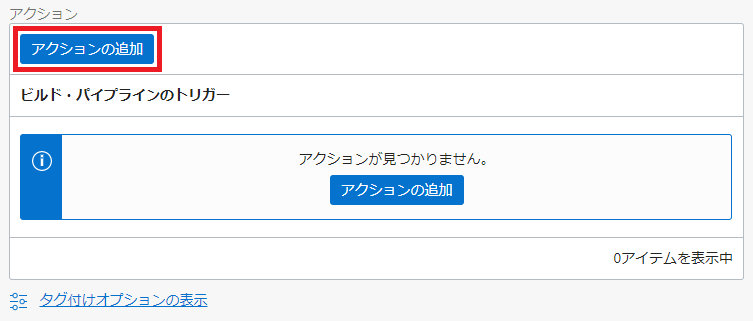 アクション
アクションの追加
ビルド・パイプラインのトリガー
アクションが見つかりません。
アクションの追加
0アイテムを表示中
タグ付けオプションの表示